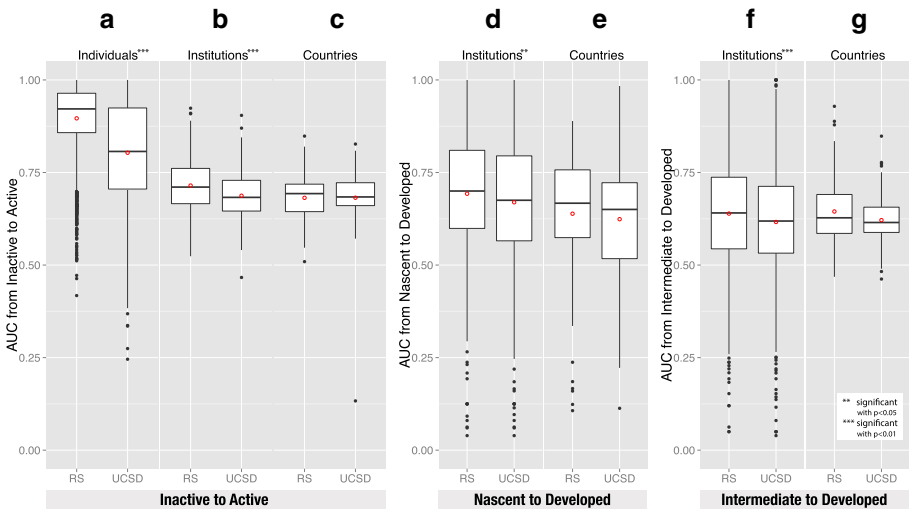 a b c d e f g
Individuals*** Institutions*** Countries Institutions** Countries Institutions*** Countries
AUC from Inactive to Active
1.00
0.75
0.50
0.25
0.00
RS UCSD RS UCSD RS UCSD
Inactive to Active
AUC from Nascent to Developed
1.00
0.75
0.50
0.25
0.00
RS UCSD RS UCSD
Nascent to Developed
AUC from Intermediate to Developed
1.00
0.75
0.50
0.25
0.00
** significant
with p<0.05
*** significant
with p<0.01
RS UCSD RS UCSD
Intermediate to Developed